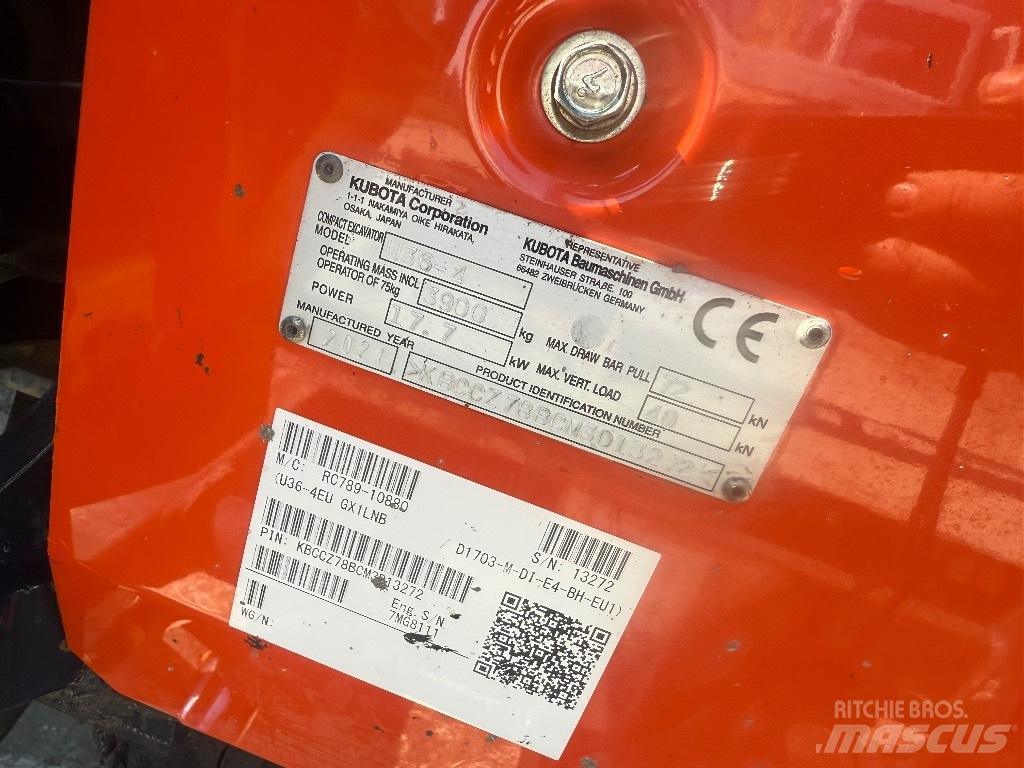 MANUFACTURER
KUBOTA Corporation
1-1-1 NAKAMIYA OIKE HIRAKATA,
OSAKA, JAPAN
REPRESENTATIVE
KUBOTA Baumaschinen GmbH
STEINHAUSER STRAßE, 100
66482 ZWEIBRÜCKEN GERMANY
CE
COMPACT EXCAVATOR
MODEL U36-4
OPERATING MASS INCL.
OPERATOR OF 75kg 3900 kg
POWER 17.7 kW
MAX. DRAW BAR PULL 72 kN
MAX. VERT. LOAD 40 kN
MANUFACTURED YEAR
2021
PRODUCT IDENTIFICATION NUMBER
M/C: RC789-10880
(U36-4EU GX1LNB
S/N: 13272
D1703-M-DI-E4-BH-EU1)
PIN:
Eng. S/N
7MG8111
WG/N:
RITCHIE BROS.
MASCUS